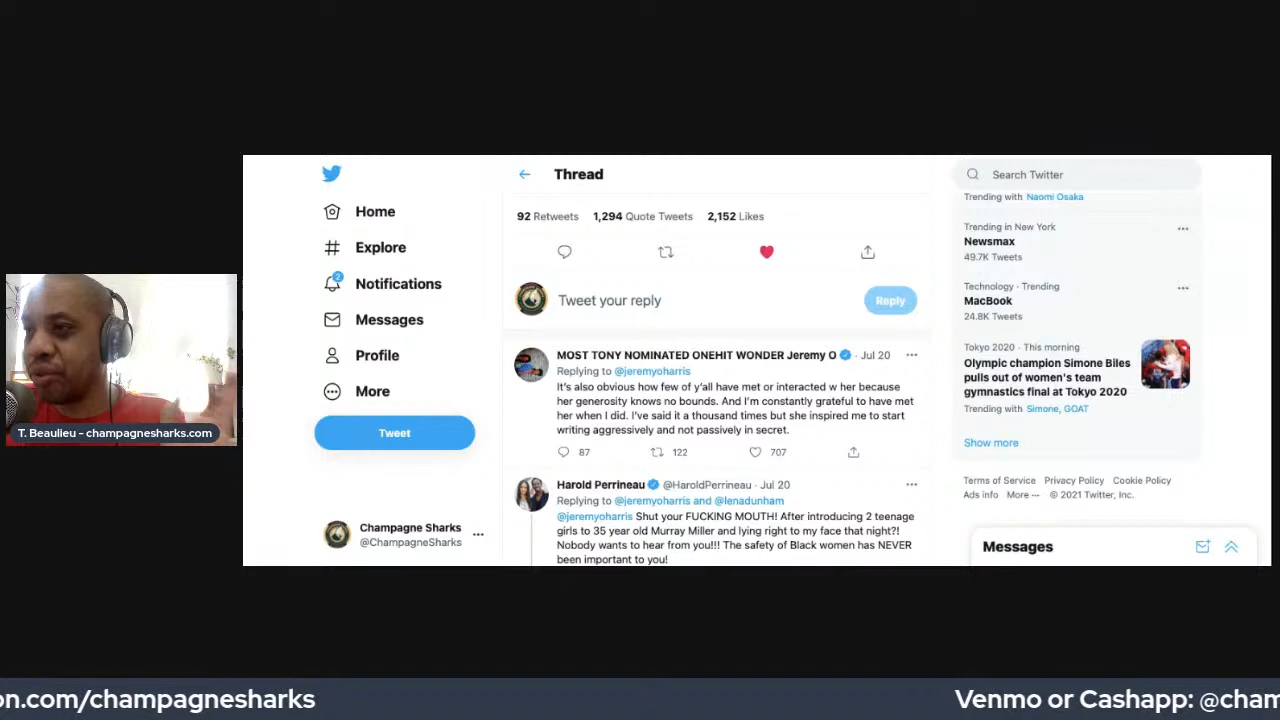 T. Beaulieu - champagnesharks.com
Home
Explore
2
Notifications
Messages
Profile
More
Tweet
Champagne Sharks
@ChampagneSharks
Thread
92 Retweets 1,294 Quote Tweets 2,152 Likes
Tweet your reply
Reply
MOST TONY NOMINATED ONEHIT WONDER Jeremy O · Jul 20
Replying to @jeremyoharris
It's also obvious how few of y'all have met or interacted w her because
her generosity knows no bounds. And I'm constantly grateful to have met
her when I did. I've said it a thousand times but she inspired me to start
writing aggressively and not passively in secret.
87 122 707
Harold Perrineau @HaroldPerrineau · Jul 20
Replying to @jeremyoharris and @lenadunham
@jeremyoharris Shut your FUCKING MOUTH! After introducing 2 teenage
girls to 35 year old Murray Miller and lying right to my face that night?!
Nobody wants to hear from you!!! The safety of Black women has NEVER
been important to you!
Search Twitter
Trending with Naomi Osaka
Trending in New York
Newsmax
49.7K Tweets
Technology · Trending
MacBook
24.8K Tweets
Tokyo 2020 · This morning
Olympic champion Simone Biles
pulls out of women's team
gymnastics final at Tokyo 2020
Trending with Simone, GOAT
Show more
Terms of Service Privacy Policy Cookie Policy
Ads info More ··· © 2021 Twitter, Inc.
Messages
on.com/champagnesharks
Venmo or Cashapp: @cham